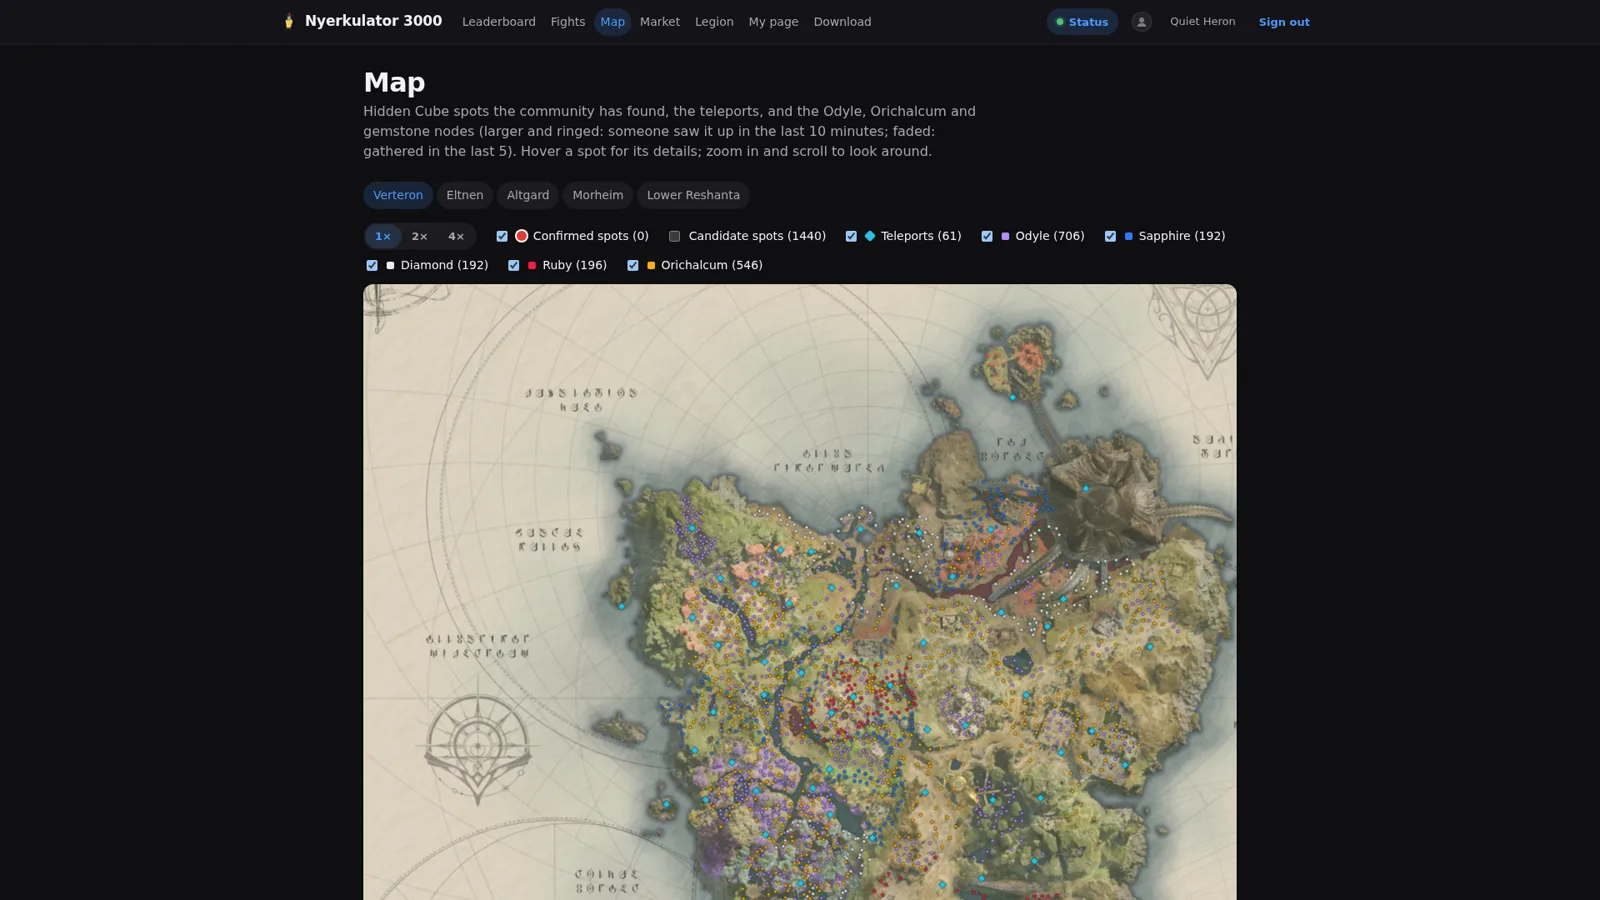 Nyerkulator 3000 Leaderboard Fights Map Market Legion My page Download Status Quiet Heron Sign out
Map
Hidden Cube spots the community has found, the teleports, and the Odyle, Orichalcum and
gemstone nodes (larger and ringed: someone saw it up in the last 10 minutes; faded:
gathered in the last 5). Hover a spot for its details; zoom in and scroll to look around.
Verteron Eltnen Altgard Morheim Lower Reshanta
1× 2× 4× Confirmed spots (0) Candidate spots (1440) Teleports (61) Odyle (706) Sapphire (192)
Diamond (192) Ruby (196) Orichalcum (546)